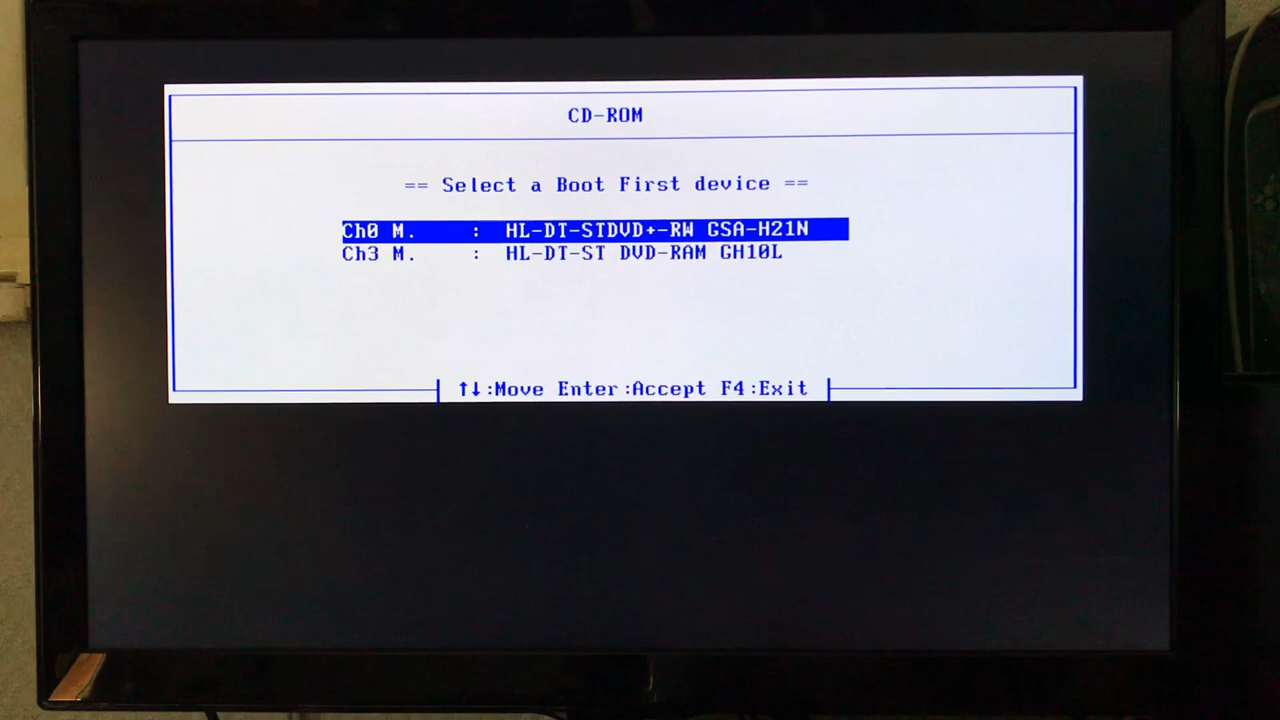 CD-ROM
== Select a Boot First device ==
Ch0 M. : HL-DT-STDVD+-RW GSA-H21N
Ch3 M. : HL-DT-ST DVD-RAM GH10L
↑↓:Move Enter:Accept F4:Exit